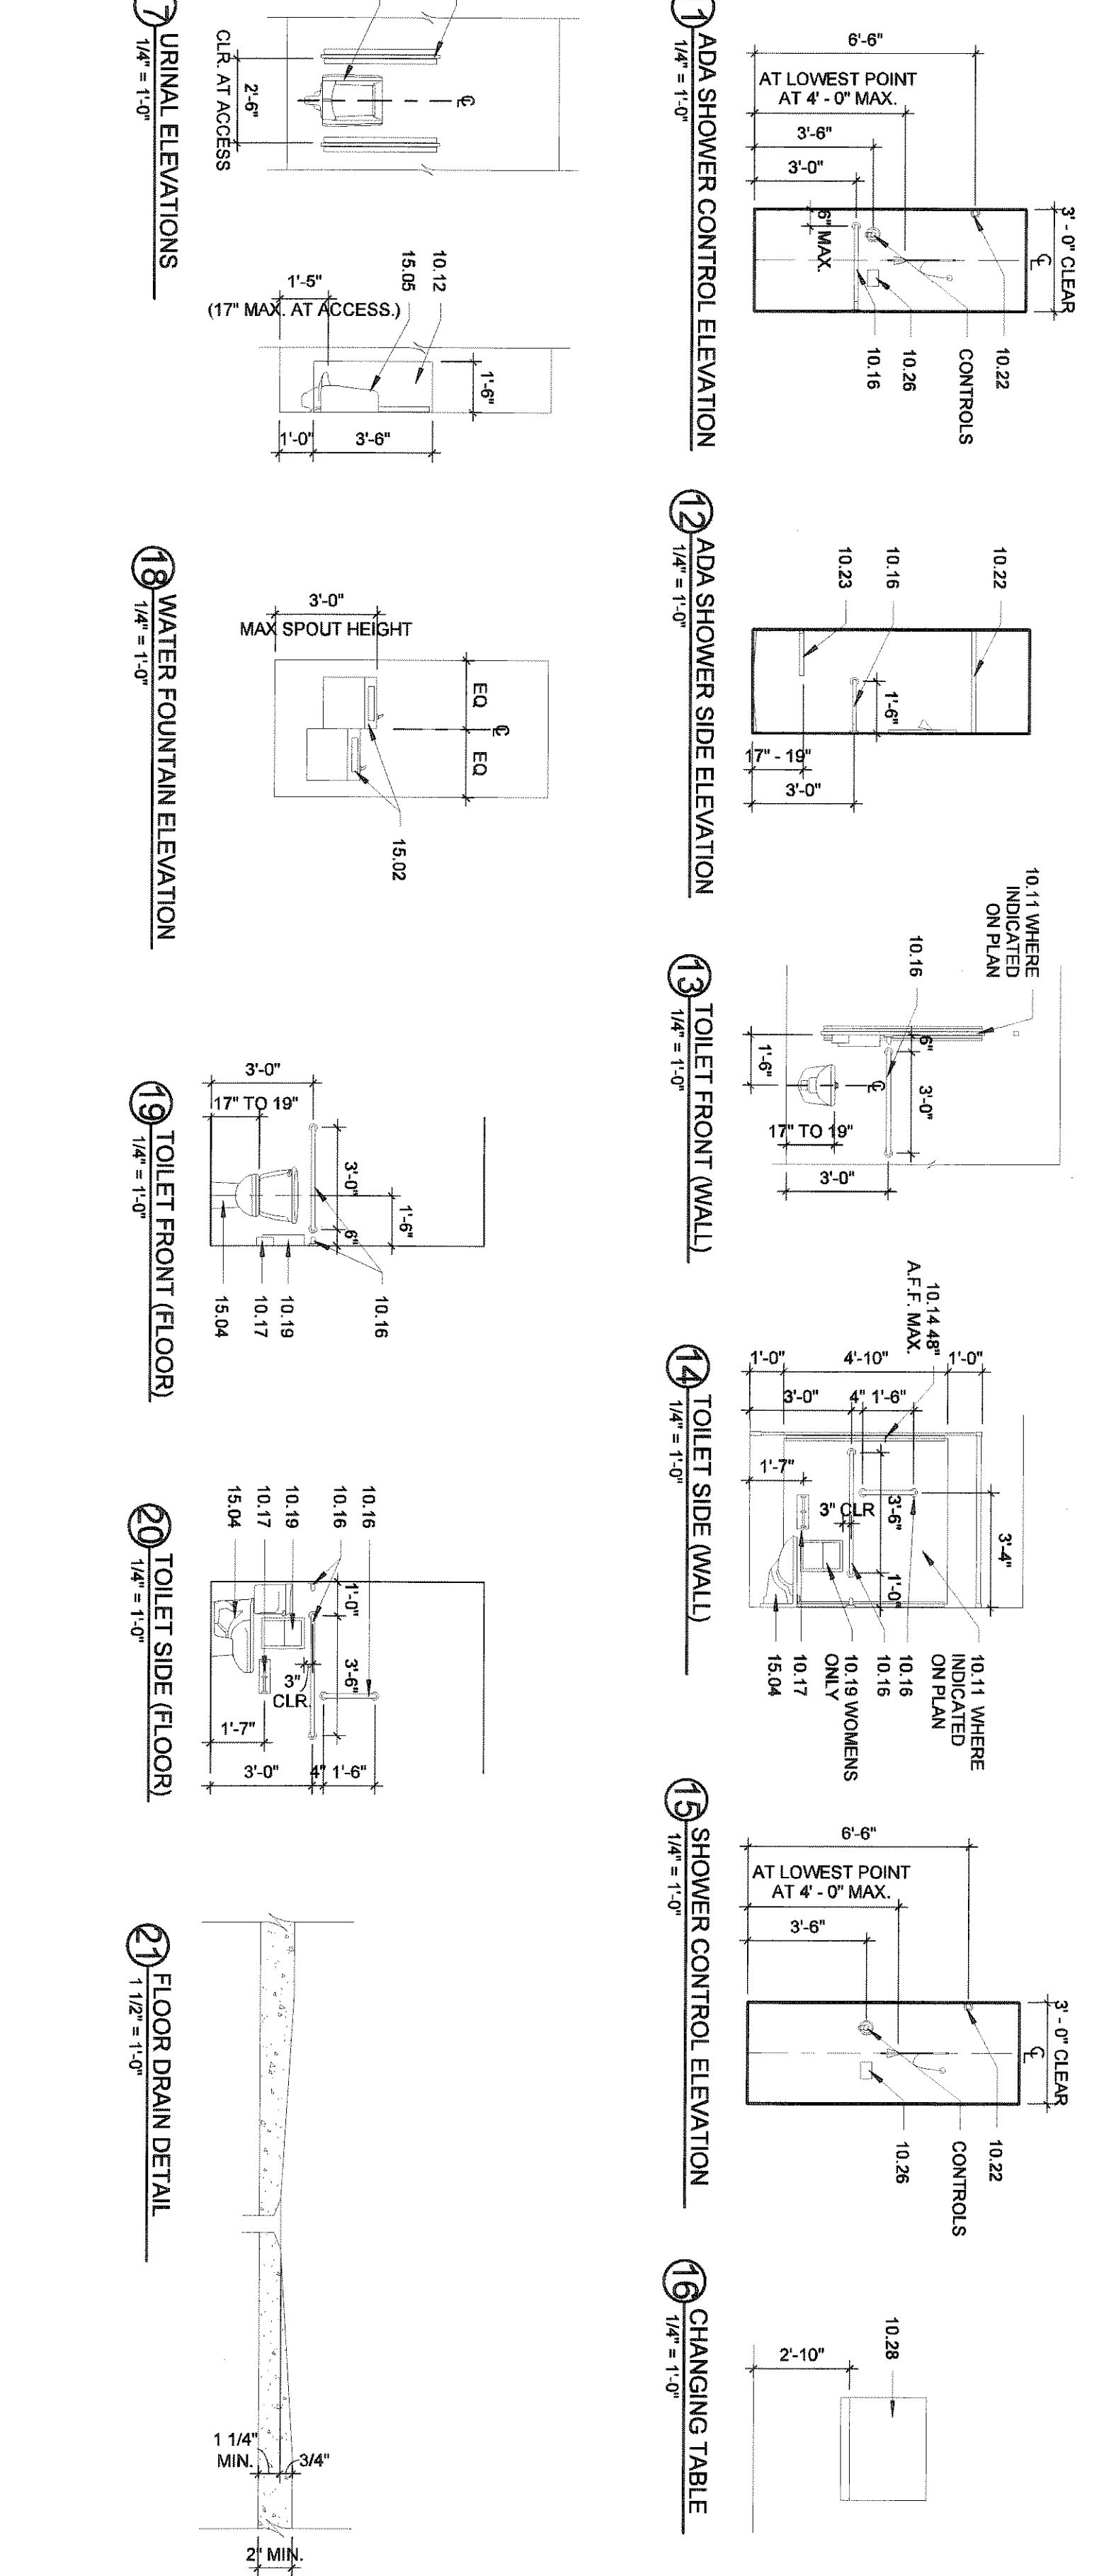 3' - 0" CLEAR
C̲L
6'-6"
AT LOWEST POINT
AT 4' - 0" MAX.
3'-6"
3'-0"
6" MAX.
10.22
CONTROLS
10.26
10.16
1 ADA SHOWER CONTROL ELEVATION
1/4" = 1'-0"
10.22
10.16
10.23
1'-6"
17" - 19"
3'-0"
12 ADA SHOWER SIDE ELEVATION
1/4" = 1'-0"
10.11 WHERE
INDICATED
ON PLAN
10.16
6"
3'-0"
1'-6"
CL
17" TO 19"
3'-0"
13 TOILET FRONT (WALL)
1/4" = 1'-0"
10.14 48"
A.F.F. MAX.
1'-0"
4'-10"
1'-0"
3'-0"
4"
1'-6"
1'-7"
3" CLR
3'-6"
3'-4"
1'-0"
10.11 WHERE
INDICATED
ON PLAN
10.16
10.16
10.19 WOMENS
ONLY
10.17
15.04
14 TOILET SIDE (WALL)
1/4" = 1'-0"
3' - 0" CLEAR
CL
6'-6"
AT LOWEST POINT
AT 4' - 0" MAX.
3'-6"
10.22
CONTROLS
10.26
15 SHOWER CONTROL ELEVATION
1/4" = 1'-0"
10.28
2'-10"
16 CHANGING TABLE
1/4" = 1'-0"
CL
2'-6"
CLR. AT ACCESS
1'-5"
(17" MAX. AT ACCESS.)
15.05
10.12
1'-6"
1'-0"
3'-6"
7 URINAL ELEVATIONS
1/4" = 1'-0"
3'-0"
MAX SPOUT HEIGHT
EQ
CL
EQ
15.02
18 WATER FOUNTAIN ELEVATION
1/4" = 1'-0"
3'-0"
17" TO 19"
3'-0"
1'-6"
6"
10.16
10.19
10.17
15.04
19 TOILET FRONT (FLOOR)
1/4" = 1'-0"
10.16
10.16
10.19
10.17
15.04
1'-0"
3'-6"
3"
CLR.
1'-7"
3'-0"
4"
1'-6"
20 TOILET SIDE (FLOOR)
1/4" = 1'-0"
1 1/4"
MIN.
3/4"
2" MIN.
21 FLOOR DRAIN DETAIL
1 1/2" = 1'-0"